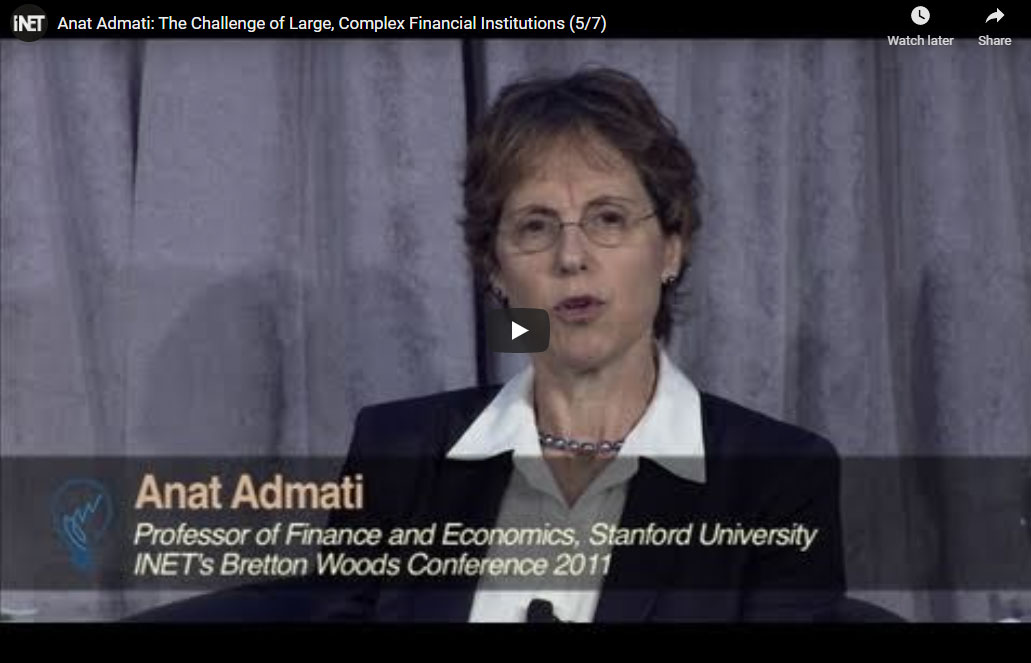 iNET
Anat Admati: The Challenge of Large, Complex Financial Institutions (5/7)
Watch later
Share
Anat Admati
Professor of Finance and Economics, Stanford University
INET's Bretton Woods Conference 2011